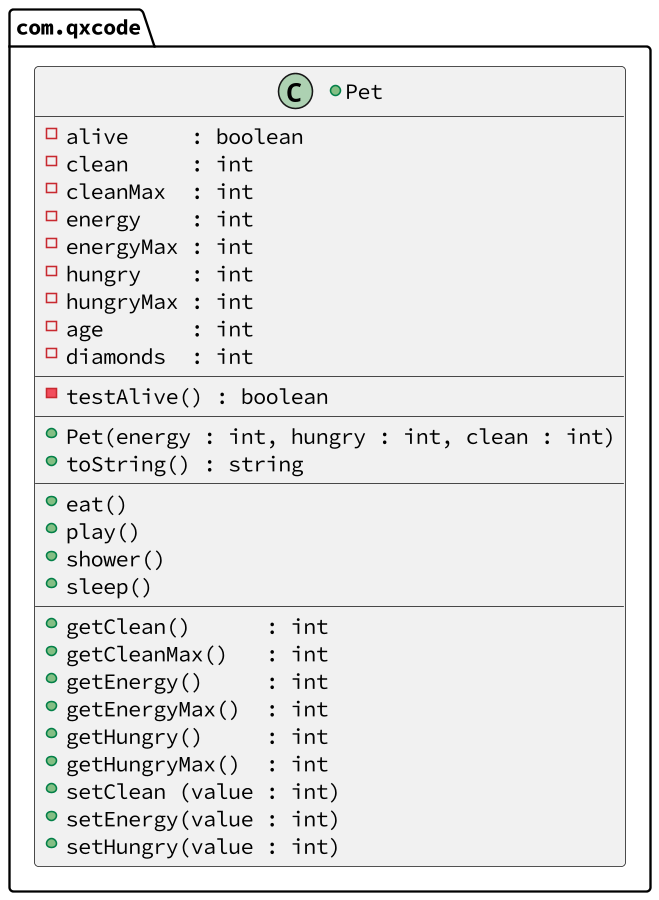 com.qxcode
C Pet
alive : boolean
clean : int
cleanMax : int
energy : int
energyMax : int
hungry : int
hungryMax : int
age : int
diamonds : int
testAlive() : boolean
Pet(energy : int, hungry : int, clean : int)
toString() : string
eat()
play()
shower()
sleep()
getClean() : int
getCleanMax() : int
getEnergy() : int
getEnergyMax() : int
getHungry() : int
getHungryMax() : int
setClean (value : int)
setEnergy(value : int)
setHungry(value : int)